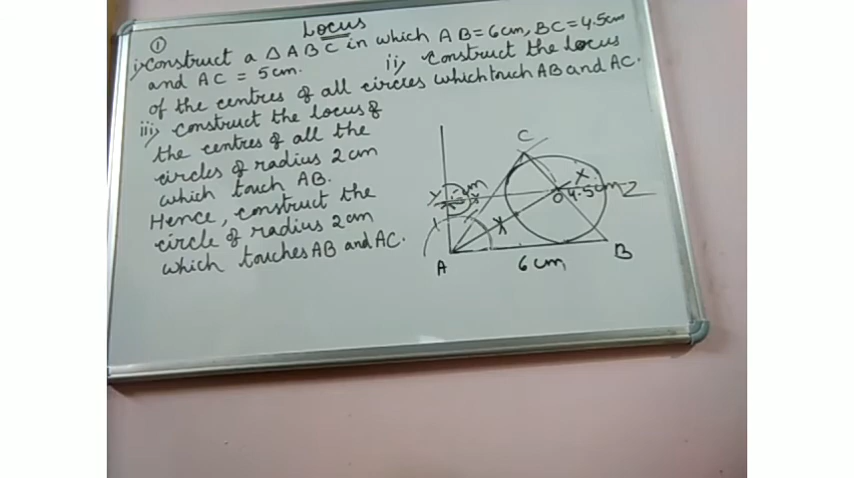 Locus
①
i, Construct a Δ ABC in which AB = 6cm, BC = 4.5cm
and AC = 5cm. ii, Construct the locus
of the centres of all circles which touch AB and AC.
iii, Construct the locus of
the centres of all the
circles of radius 2cm
which touch AB.
Hence, construct the
circle of radius 2cm
which touches AB and AC.
C
Y
X
O 4.5cm Z
A
6cm
B